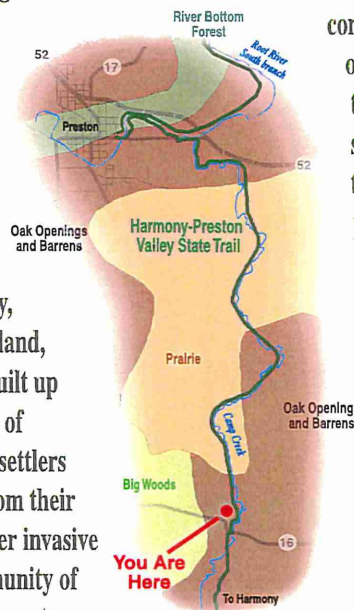 River Bottom
Forest
Root River
South branch
52
17
Preston
52
Oak Openings
and Barrens
Harmony-Preston
Valley State Trail
Prairie
Camp Creek
Oak Opening
and Barrens
Big Woods
16
You Are
Here
To Harmony
land,
uilt up
of
settlers
om their
er invasive
nunity of
con
o